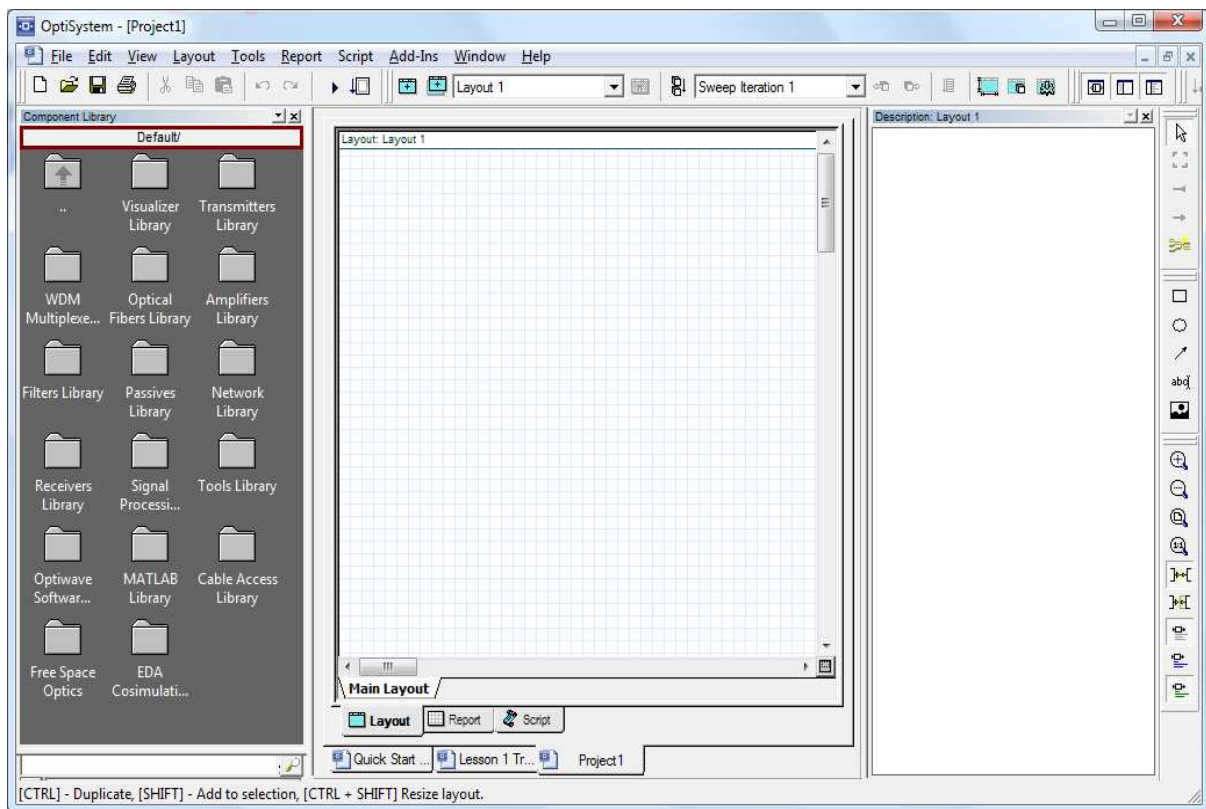 OptiSystem - [Project1]
File Edit View Layout Tools Report Script Add-Ins Window Help
Layout 1
Sweep Iteration 1
Component Library
Default/
..
Visualizer
Library
Transmitters
Library
WDM
Multiplexe...
Optical
Fibers Library
Amplifiers
Library
Filters Library
Passives
Library
Network
Library
Receivers
Library
Signal
Processi...
Tools Library
Optiwave
Softwar...
MATLAB
Library
Cable Access
Library
Free Space
Optics
EDA
Cosimulati...
Layout: Layout 1
Main Layout
Layout Report Script
Quick Start ... Lesson 1 Tr... Project1
Description: Layout 1
abc
[CTRL] - Duplicate, [SHIFT] - Add to selection, [CTRL + SHIFT] Resize layout.